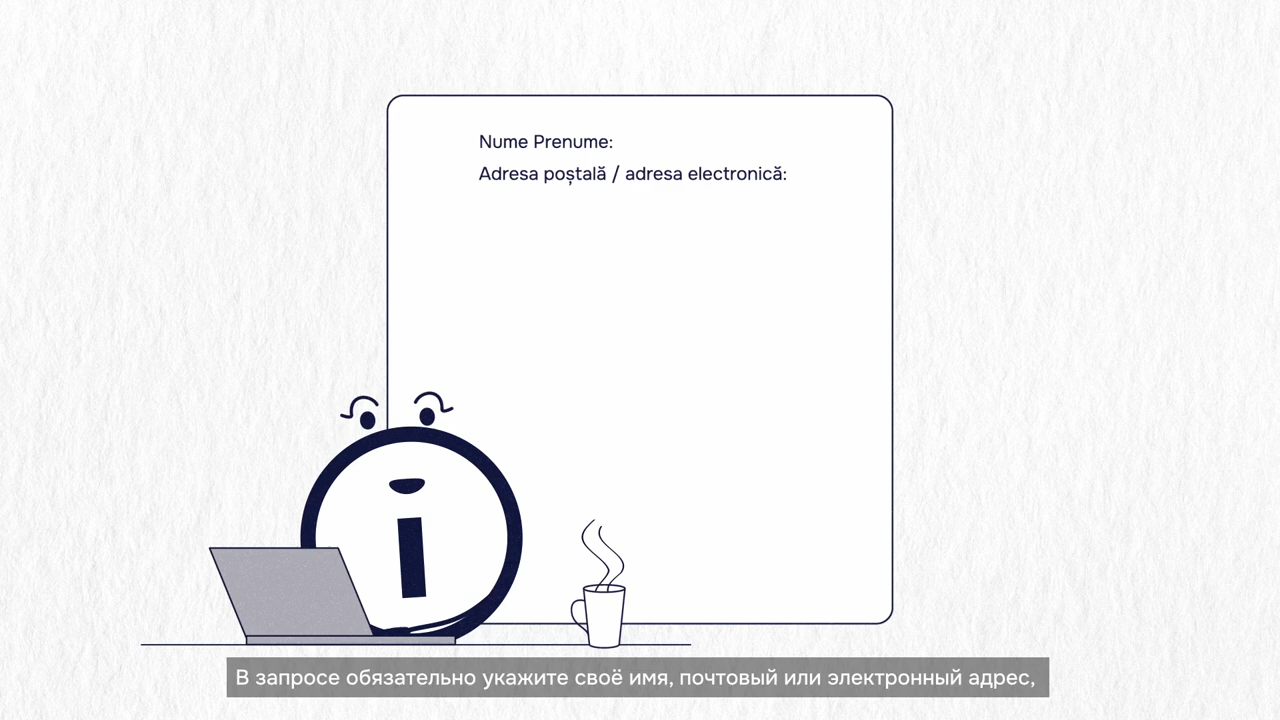 Nume Prenume:
Adresa poștală / adresa electronică:
i
В запросе обязательно укажите своё имя, почтовый или электронный адрес,